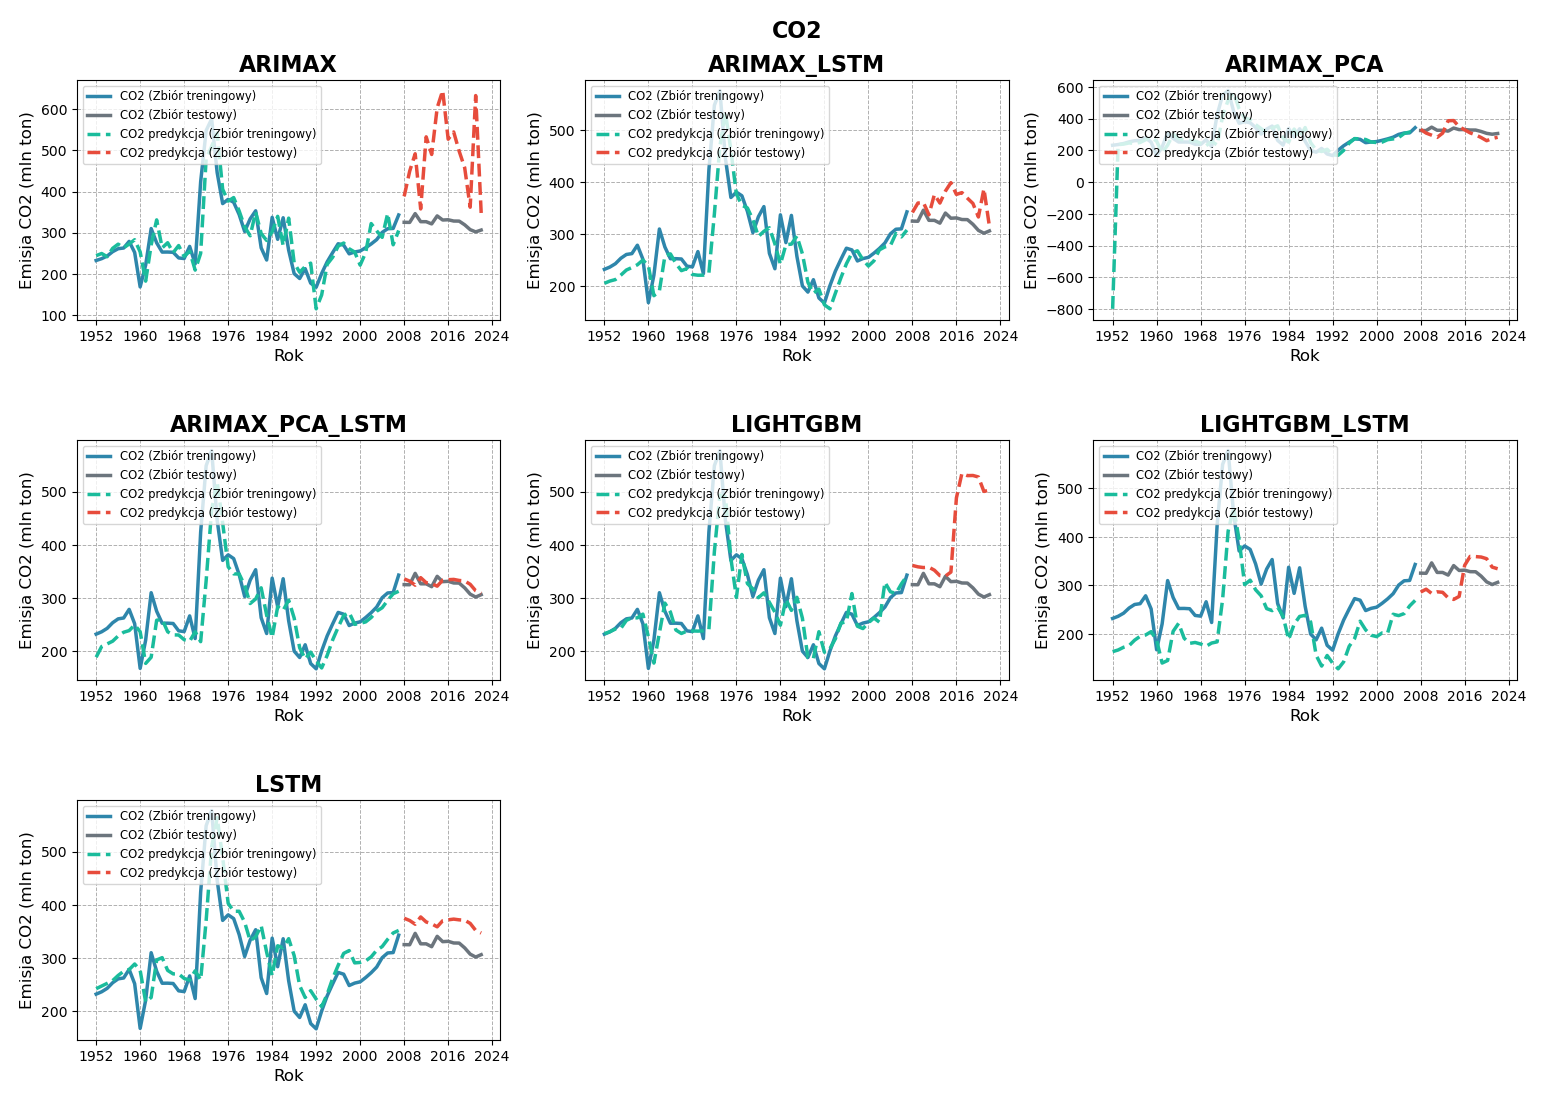 CO2
ARIMAX
CO2 (Zbiór treningowy)
CO2 (Zbiór testowy)
CO2 predykcja (Zbiór treningowy)
CO2 predykcja (Zbiór testowy)
Emisja CO2 (mln ton)
600
500
400
300
200
100
1952 1960 1968 1976 1984 1992 2000 2008 2016 2024
Rok
ARIMAX_LSTM
CO2 (Zbiór treningowy)
CO2 (Zbiór testowy)
CO2 predykcja (Zbiór treningowy)
CO2 predykcja (Zbiór testowy)
Emisja CO2 (mln ton)
500
400
300
200
1952 1960 1968 1976 1984 1992 2000 2008 2016 2024
Rok
ARIMAX_PCA
CO2 (Zbiór treningowy)
CO2 (Zbiór testowy)
CO2 predykcja (Zbiór treningowy)
CO2 predykcja (Zbiór testowy)
Emisja CO2 (mln ton)
600
400
200
0
−200
−400
−600
−800
1952 1960 1968 1976 1984 1992 2000 2008 2016 2024
Rok
ARIMAX_PCA_LSTM
CO2 (Zbiór treningowy)
CO2 (Zbiór testowy)
CO2 predykcja (Zbiór treningowy)
CO2 predykcja (Zbiór testowy)
Emisja CO2 (mln ton)
500
400
300
200
1952 1960 1968 1976 1984 1992 2000 2008 2016 2024
Rok
LIGHTGBM
CO2 (Zbiór treningowy)
CO2 (Zbiór testowy)
CO2 predykcja (Zbiór treningowy)
CO2 predykcja (Zbiór testowy)
Emisja CO2 (mln ton)
500
400
300
200
1952 1960 1968 1976 1984 1992 2000 2008 2016 2024
Rok
LIGHTGBM_LSTM
CO2 (Zbiór treningowy)
CO2 (Zbiór testowy)
CO2 predykcja (Zbiór treningowy)
CO2 predykcja (Zbiór testowy)
Emisja CO2 (mln ton)
500
400
300
200
1952 1960 1968 1976 1984 1992 2000 2008 2016 2024
Rok
LSTM
CO2 (Zbiór treningowy)
CO2 (Zbiór testowy)
CO2 predykcja (Zbiór treningowy)
CO2 predykcja (Zbiór testowy)
Emisja CO2 (mln ton)
500
400
300
200
1952 1960 1968 1976 1984 1992 2000 2008 2016 2024
Rok